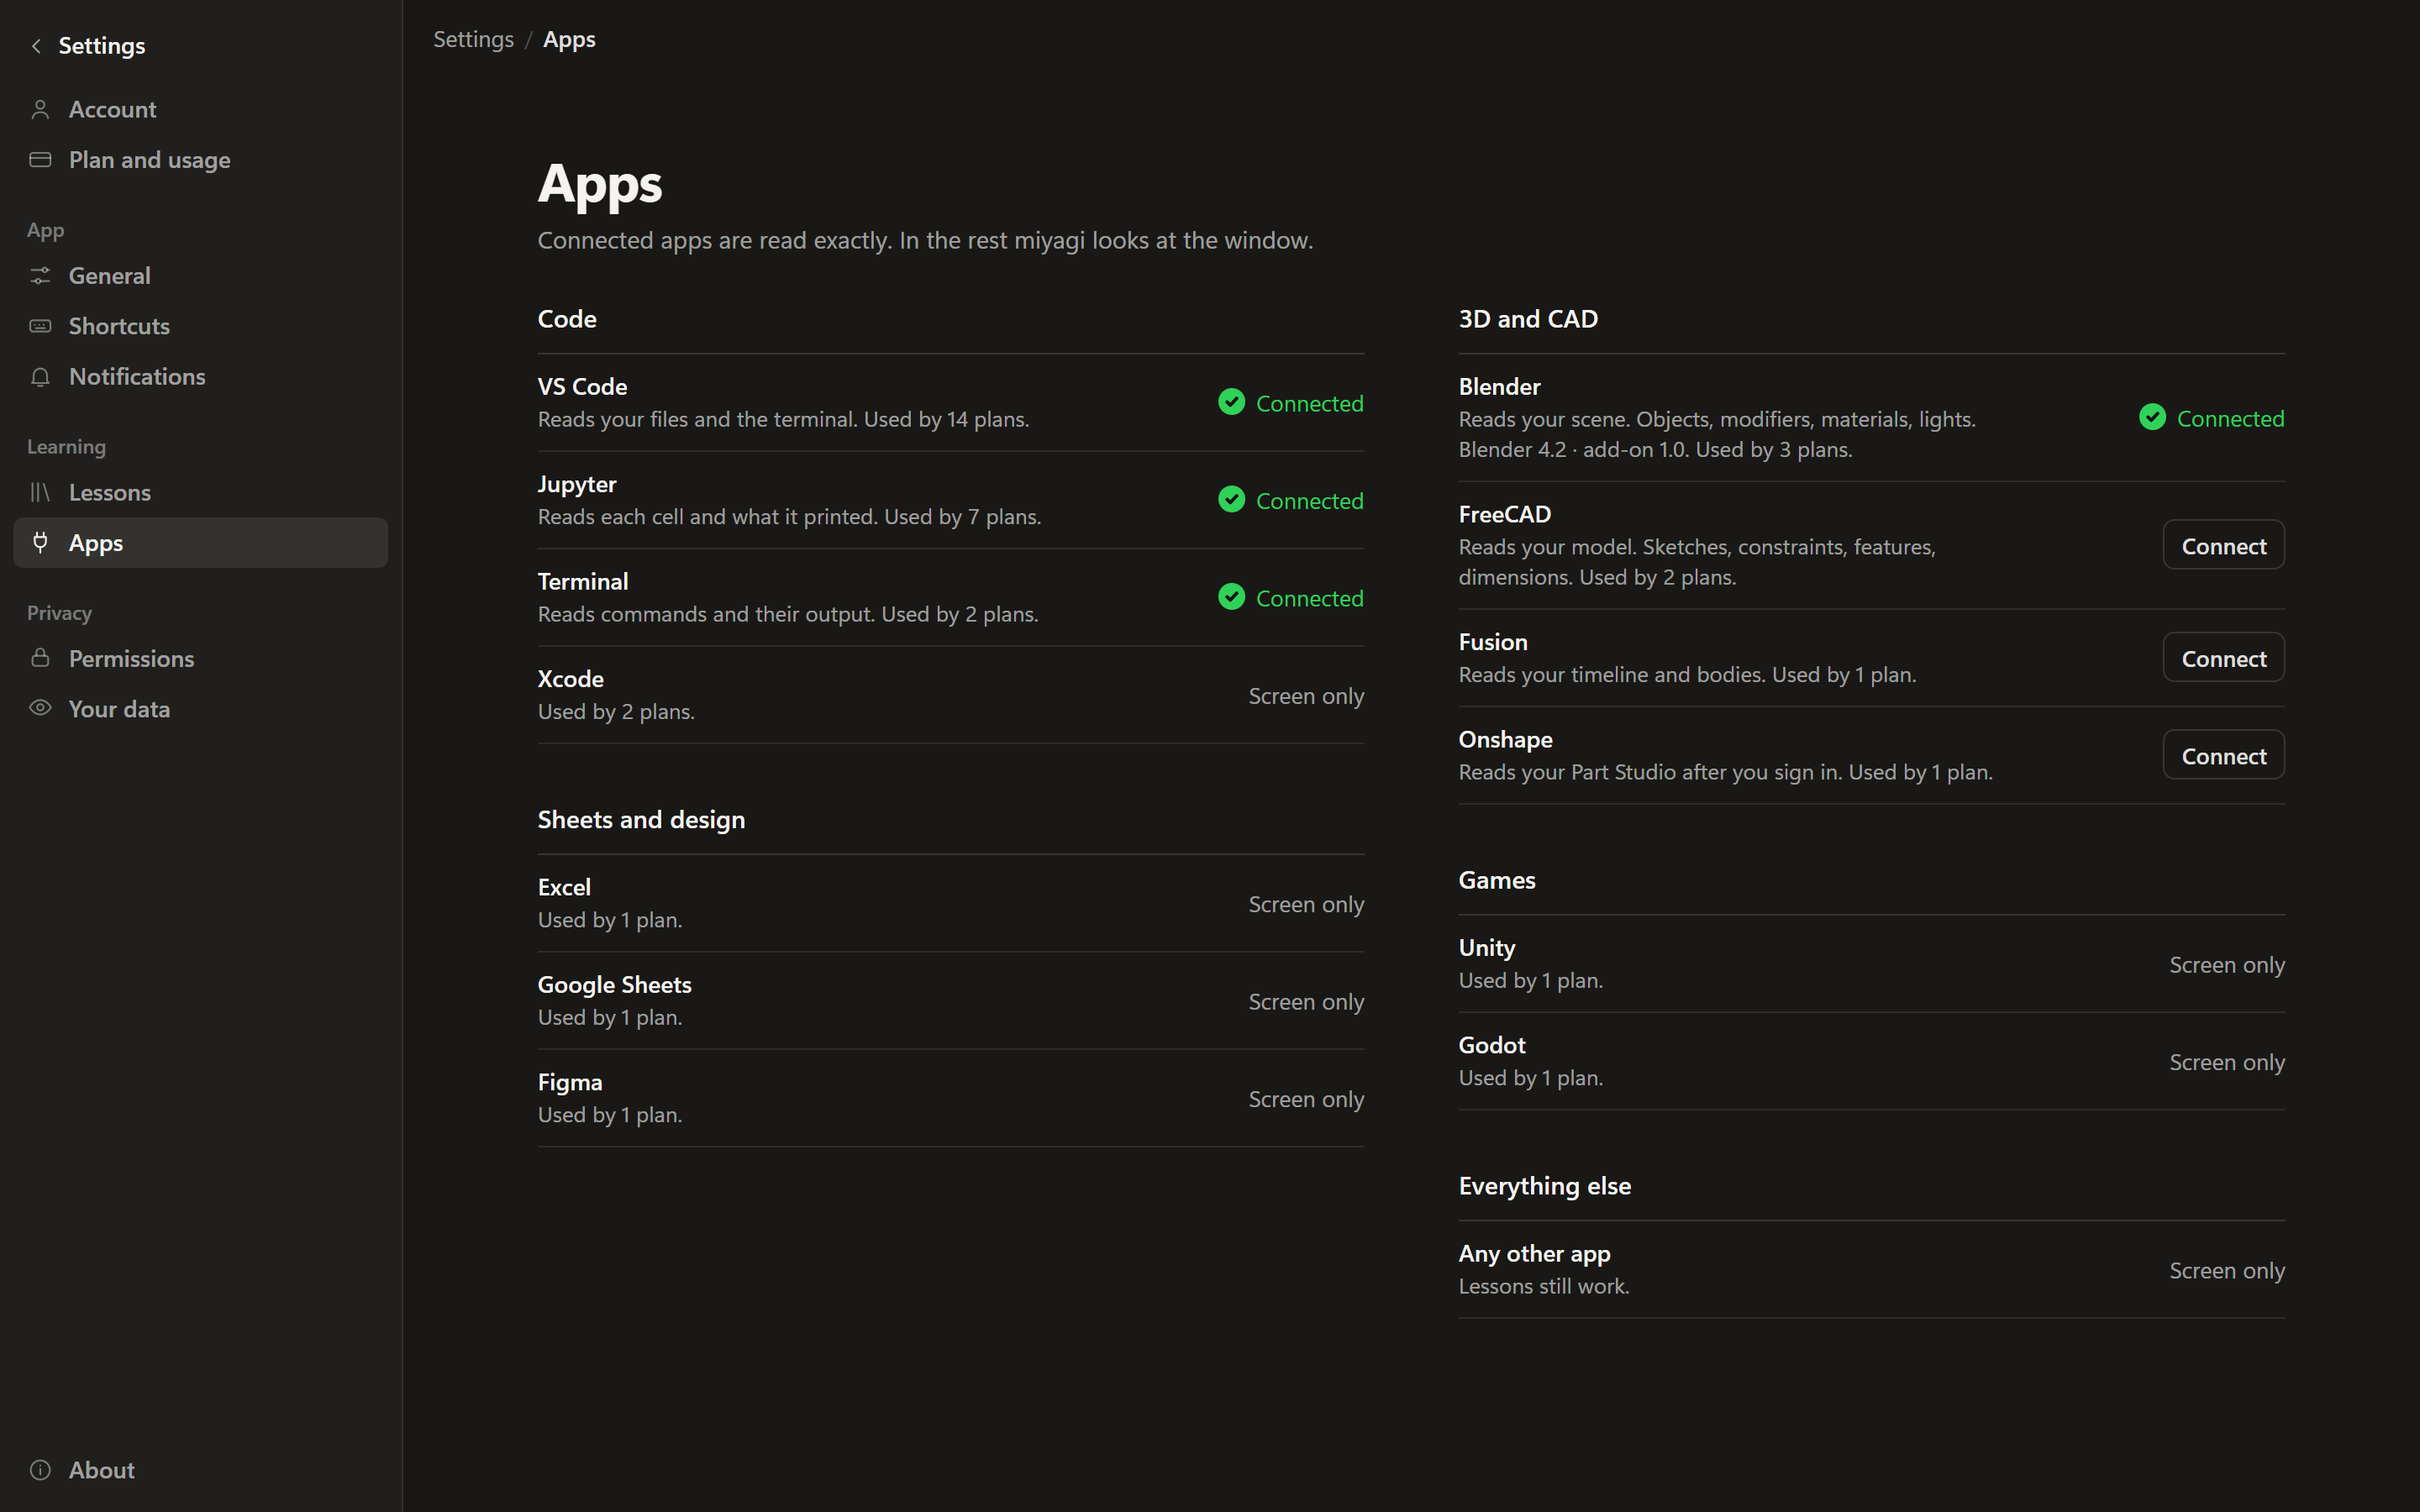 Settings
Account
Plan and usage
App
General
Shortcuts
Notifications
Learning
Lessons
Apps
Privacy
Permissions
Your data
About
Settings / Apps
Apps
Connected apps are read exactly. In the rest miyagi looks at the window.
Code
VS Code
Reads your files and the terminal. Used by 14 plans.
Connected
Jupyter
Reads each cell and what it printed. Used by 7 plans.
Connected
Terminal
Reads commands and their output. Used by 2 plans.
Connected
Xcode
Used by 2 plans.
Screen only
Sheets and design
Excel
Used by 1 plan.
Screen only
Google Sheets
Used by 1 plan.
Screen only
Figma
Used by 1 plan.
Screen only
3D and CAD
Blender
Reads your scene. Objects, modifiers, materials, lights.
Blender 4.2 · add-on 1.0. Used by 3 plans.
Connected
FreeCAD
Reads your model. Sketches, constraints, features,
dimensions. Used by 2 plans.
Connect
Fusion
Reads your timeline and bodies. Used by 1 plan.
Connect
Onshape
Reads your Part Studio after you sign in. Used by 1 plan.
Connect
Games
Unity
Used by 1 plan.
Screen only
Godot
Used by 1 plan.
Screen only
Everything else
Any other app
Lessons still work.
Screen only